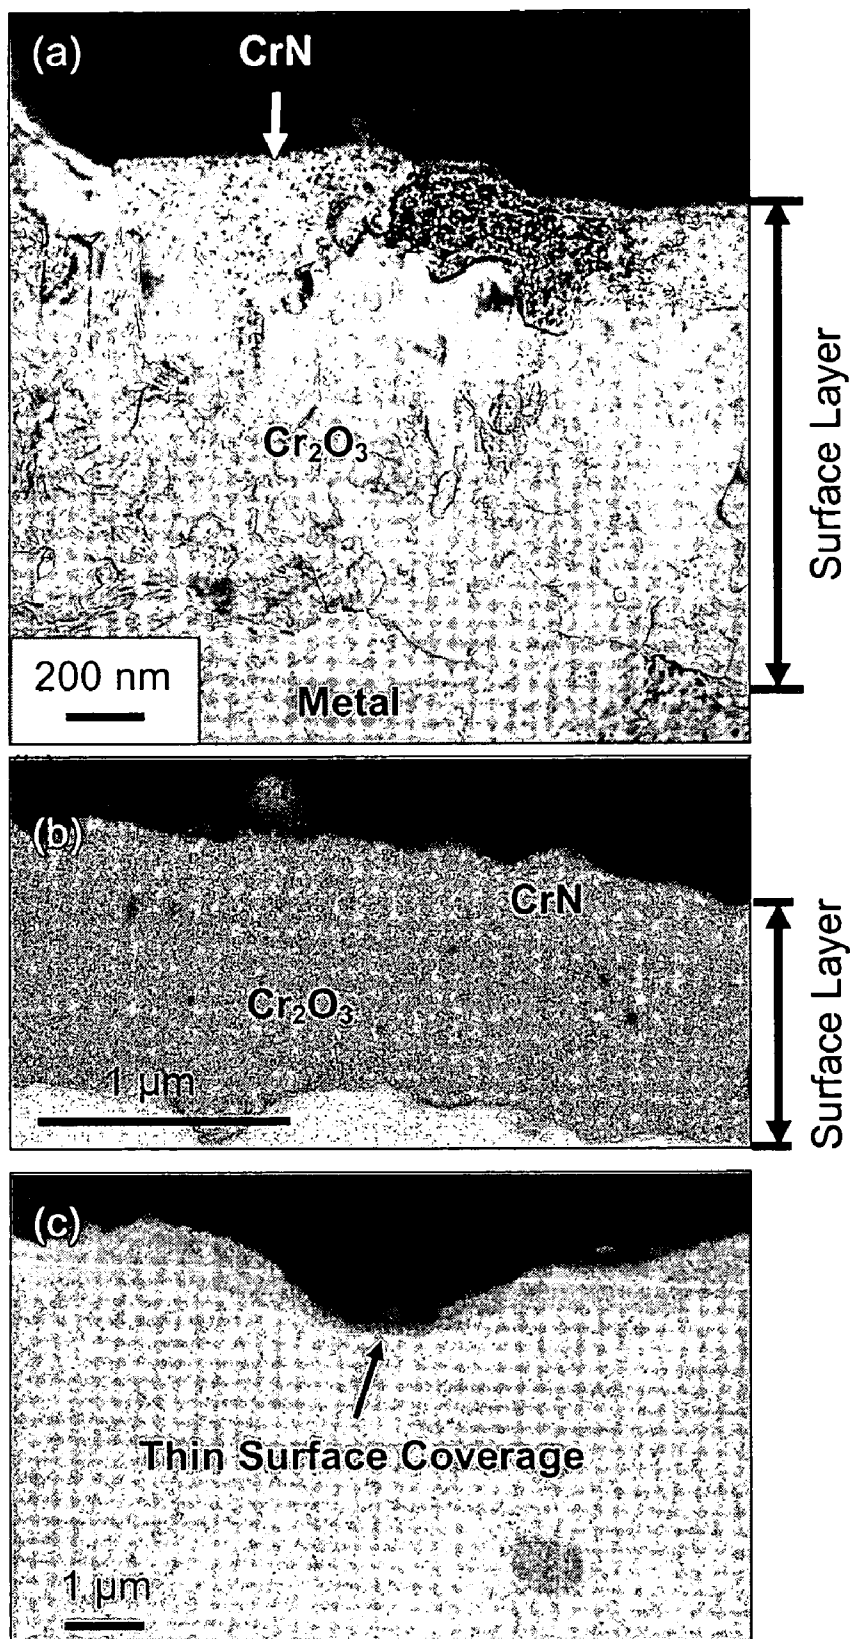 (a)
CrN
Cr₂O₃
200 nm
Metal
Surface Layer
(b)
CrN
Cr₂O₃
1 μm
Surface Layer
(c)
Thin Surface Coverage
1 μm